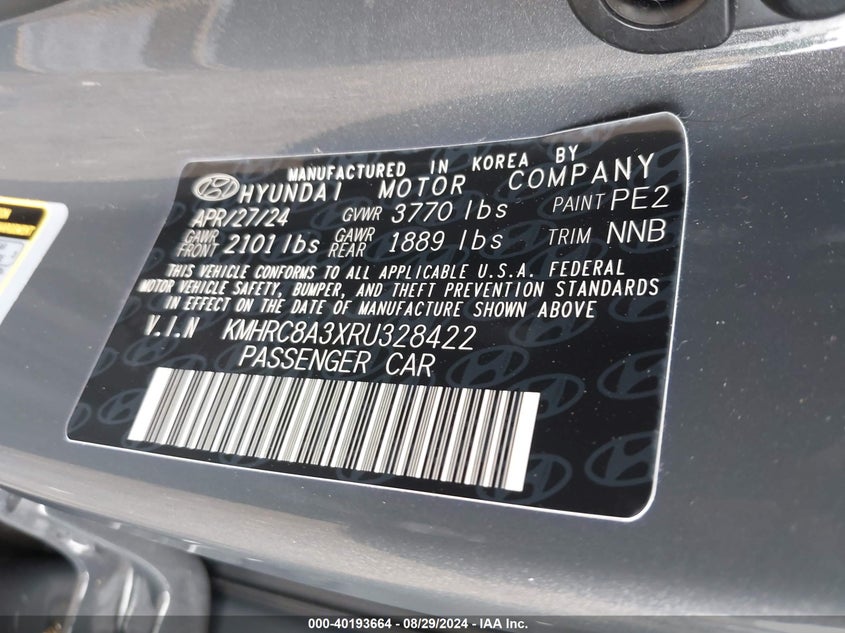 MANUFACTURED IN KOREA BY
HYUNDAI MOTOR COMPANY
APR/27/24 GVWR 3770 lbs PAINT PE2
GAWR FRONT 2101 lbs GAWR REAR 1889 lbs TRIM NNB
THIS VEHICLE CONFORMS TO ALL APPLICABLE U.S.A. FEDERAL
MOTOR VEHICLE SAFETY, BUMPER, AND THEFT PREVENTION STANDARDS
IN EFFECT ON THE DATE OF MANUFACTURE SHOWN ABOVE
V.I.N KMHRC8A3XRU328422
PASSENGER CAR
000-40193664 / 08/29/2024 - IAA Inc.